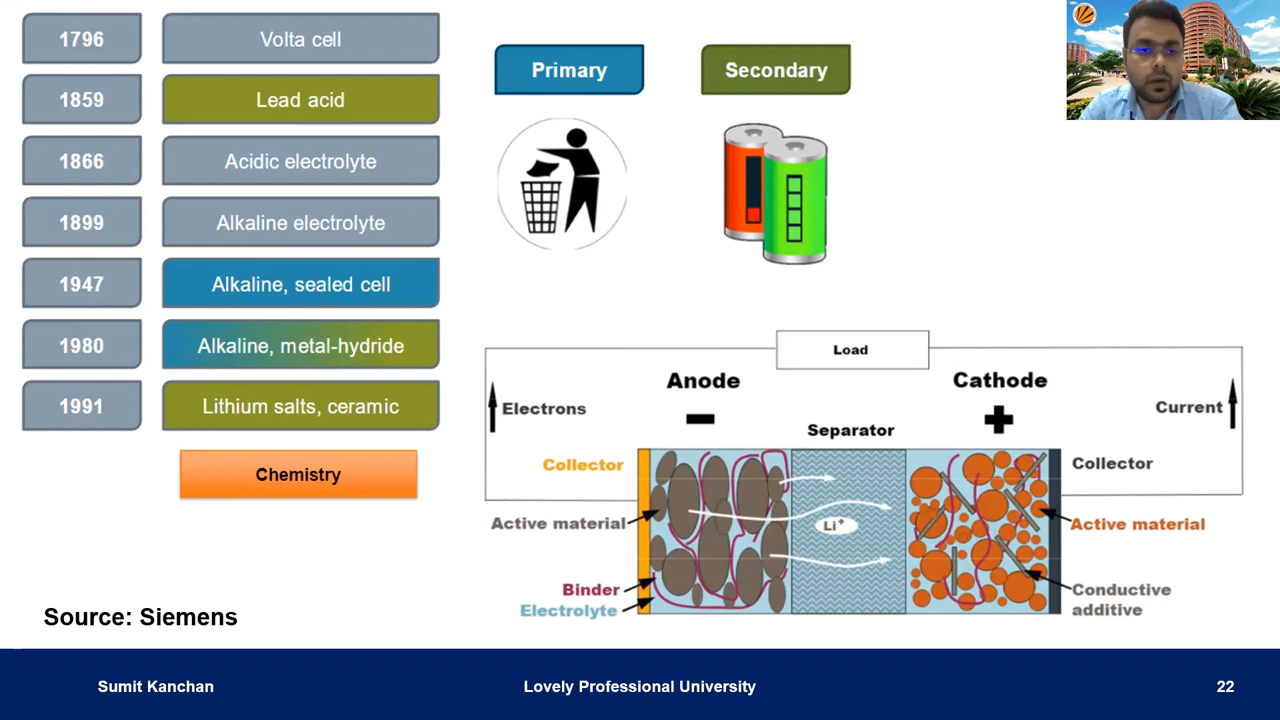 1796
Volta cell
1859
Lead acid
1866
Acidic electrolyte
1899
Alkaline electrolyte
1947
Alkaline, sealed cell
1980
Alkaline, metal-hydride
1991
Lithium salts, ceramic
Chemistry
Source: Siemens
Primary
Secondary
Load
Anode
Cathode
Electrons
Current
Separator
Collector
Collector
Active material
Li+
Active material
Binder
Electrolyte
Conductive
additive
Sumit Kanchan
Lovely Professional University
22